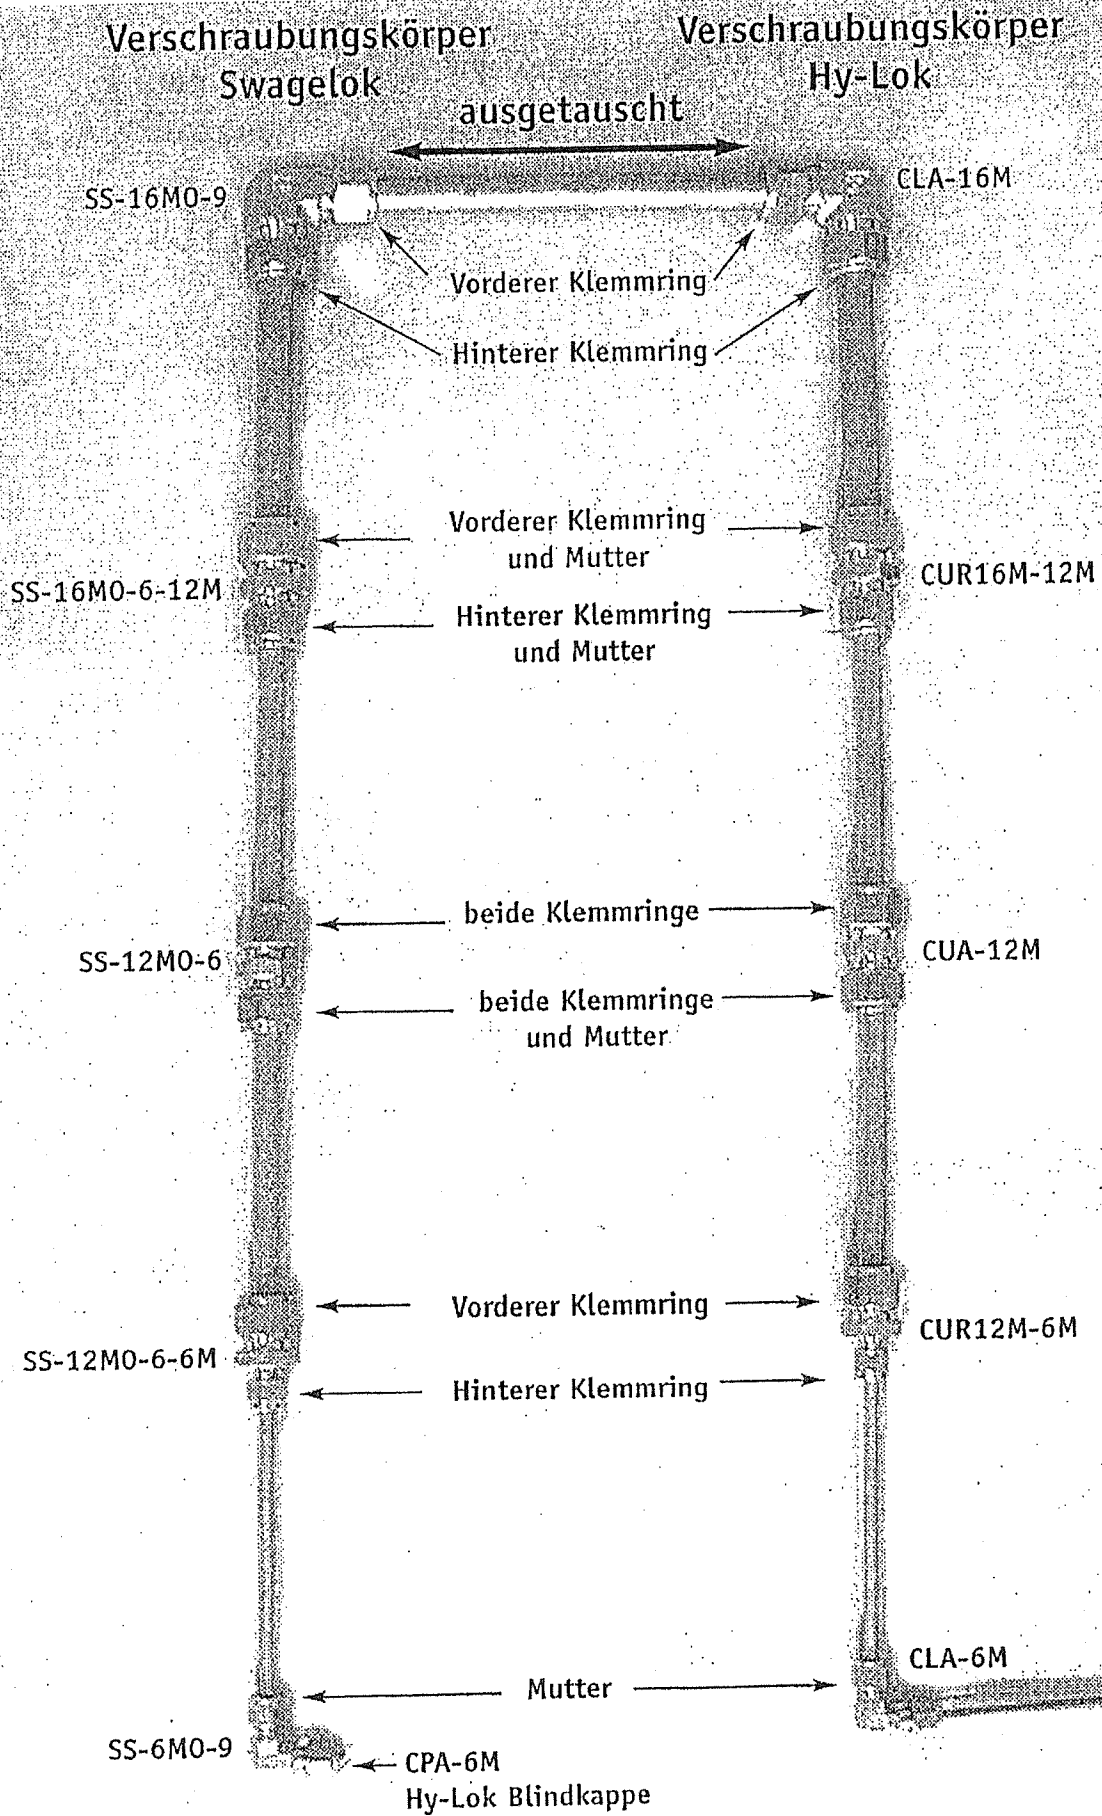 Verschraubungskörper
Swagelok
Verschraubungskörper
Hy-Lok
ausgetauscht
SS-16MO-9
CLA-16M
Vorderer Klemmring
Hinterer Klemmring
Vorderer Klemmring
und Mutter
SS-16MO-6-12M
CUR16M-12M
Hinterer Klemmring
und Mutter
beide Klemmringe
SS-12MO-6
CUA-12M
beide Klemmringe
und Mutter
Vorderer Klemmring
CUR12M-6M
SS-12MO-6-6M
Hinterer Klemmring
CLA-6M
Mutter
SS-6MO-9
CPA-6M
Hy-Lok Blindkappe